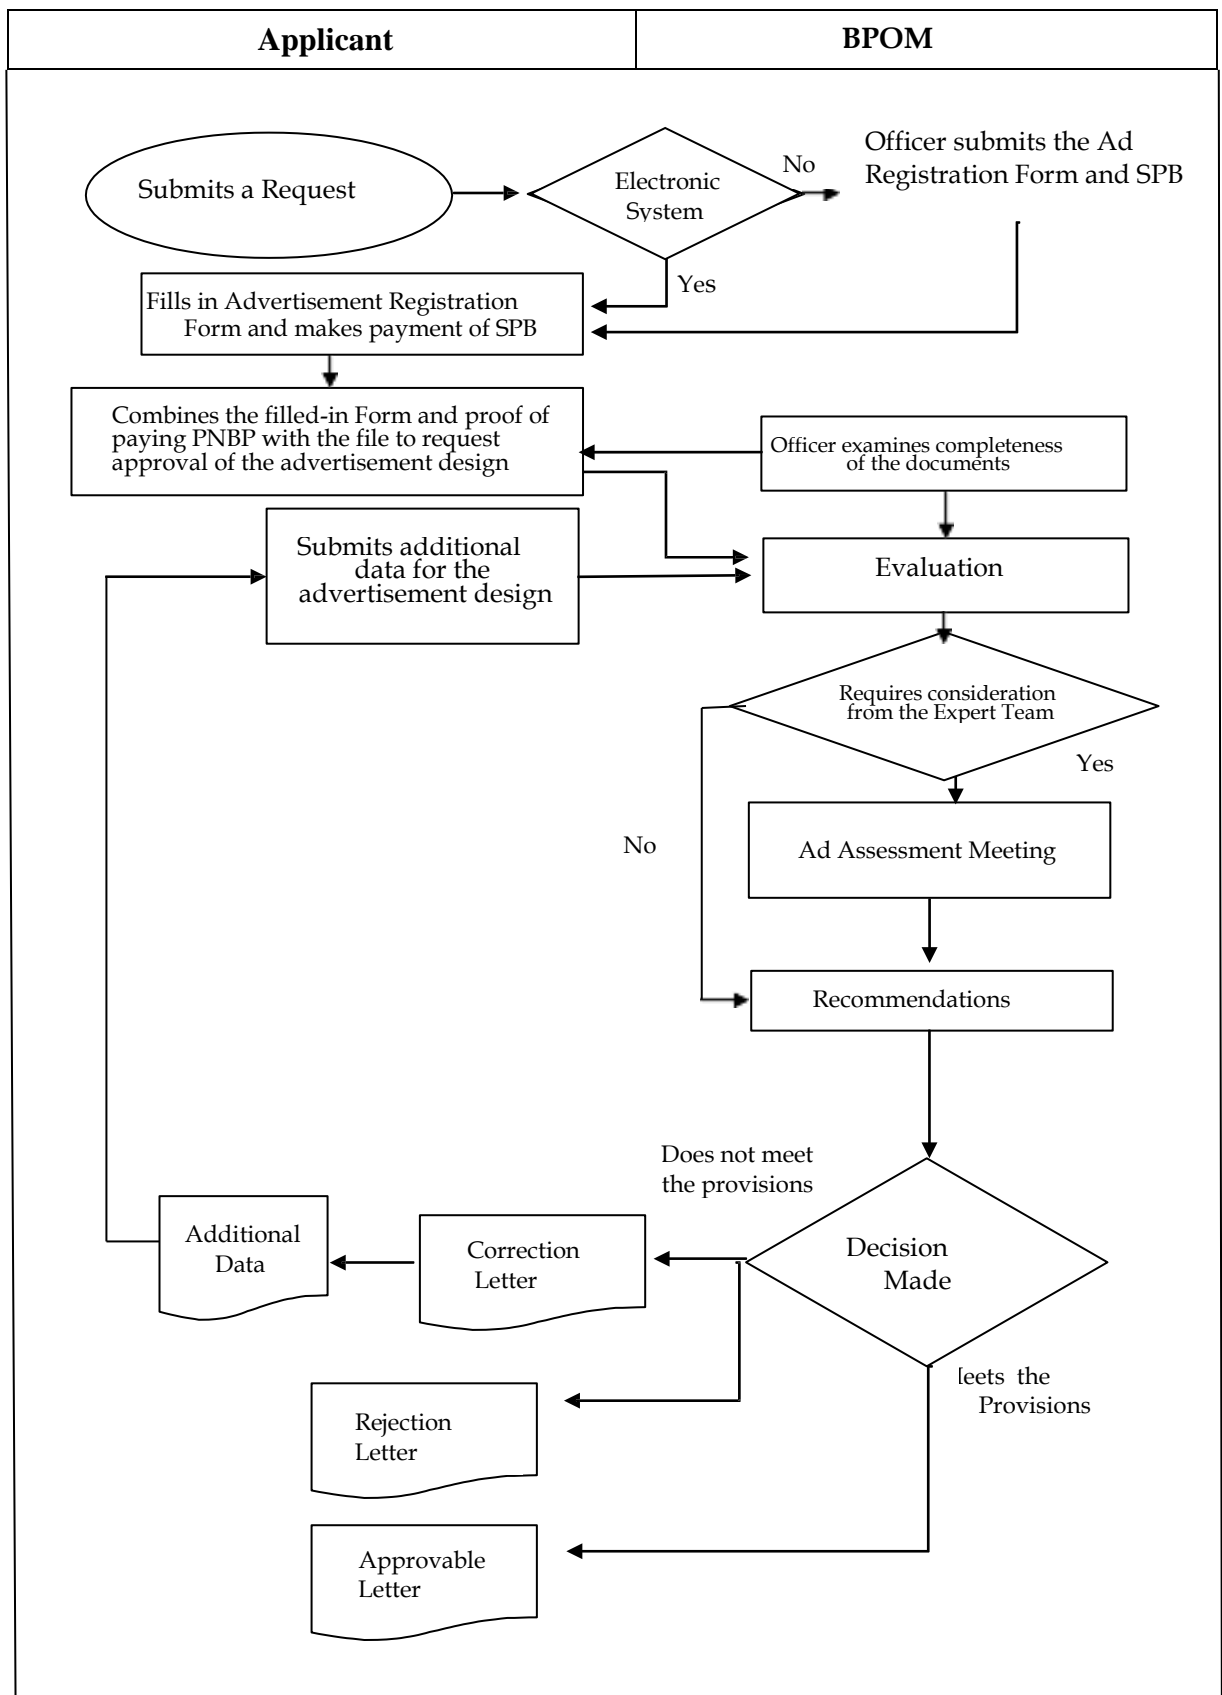 Applicant
BPOM
Submits a Request
Electronic
System
No
Officer submits the Ad
Registration Form and SPB
Yes
Fills in Advertisement Registration
Form and makes payment of SPB
Combines the filled-in Form and proof of
paying PNBP with the file to request
approval of the advertisement design
Officer examines completeness
of the documents
Submits additional
data for the
advertisement design
Evaluation
Requires consideration
from the Expert Team
Yes
No
Ad Assessment Meeting
Recommendations
Does not meet
the provisions
Additional
Data
Correction
Letter
Decision
Made
leets the
Provisions
Rejection
Letter
Approvable
Letter